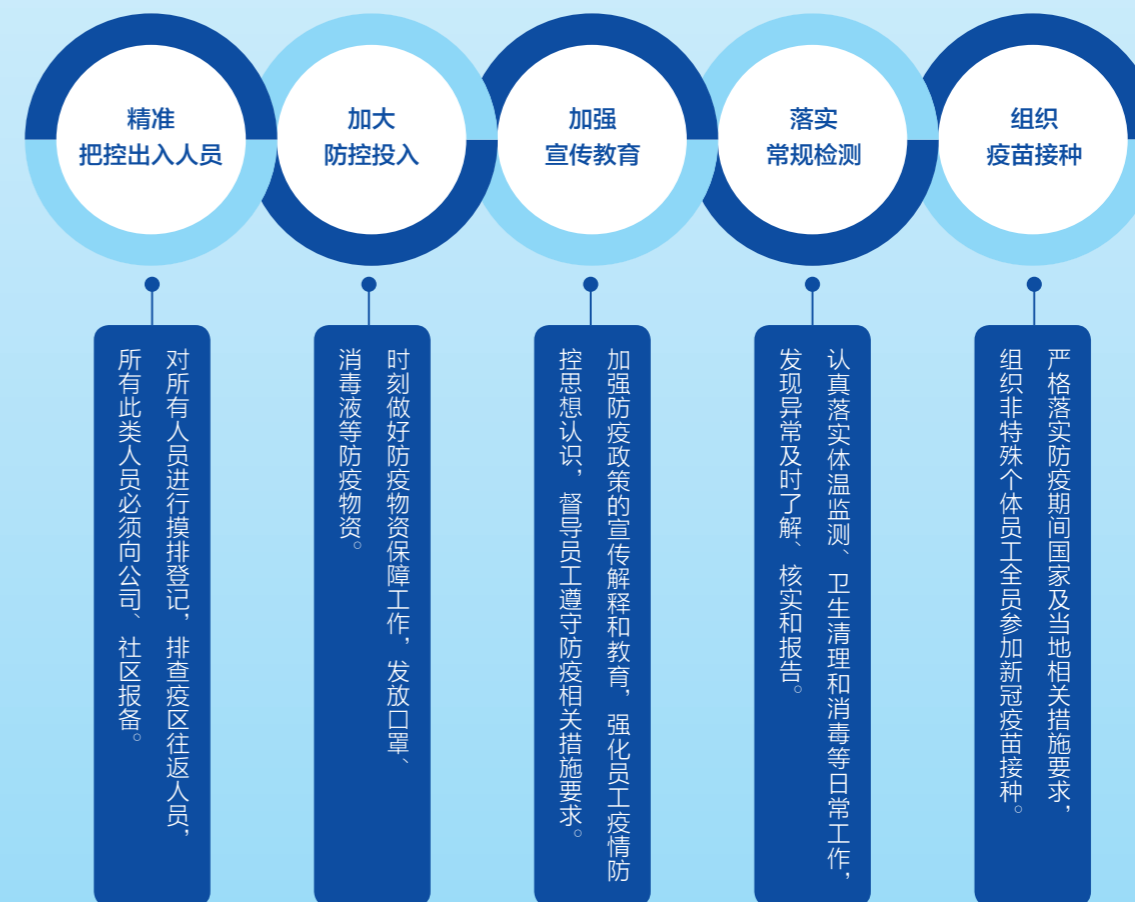 精准
把控出入人员
加大
防控投入
加强
宣传教育
落实
常规检测
组织
疫苗接种
对所有人员进行摸排登记，排查疫区往返人员，
所有此类人员必须向公司、社区报备。
时刻做好防疫物资保障工作，发放口罩、
消毒液等防疫物资。
加强防疫政策的宣传解释和教育，强化员工疫情防
控思想认识，督导员工遵守防疫相关措施要求。
认真落实体温监测、卫生清理和消毒等日常工作，
发现异常及时了解、核实和报告。
严格落实防疫期间国家及当地相关措施要求，
组织非特殊个体员工全员参加新冠疫苗接种。